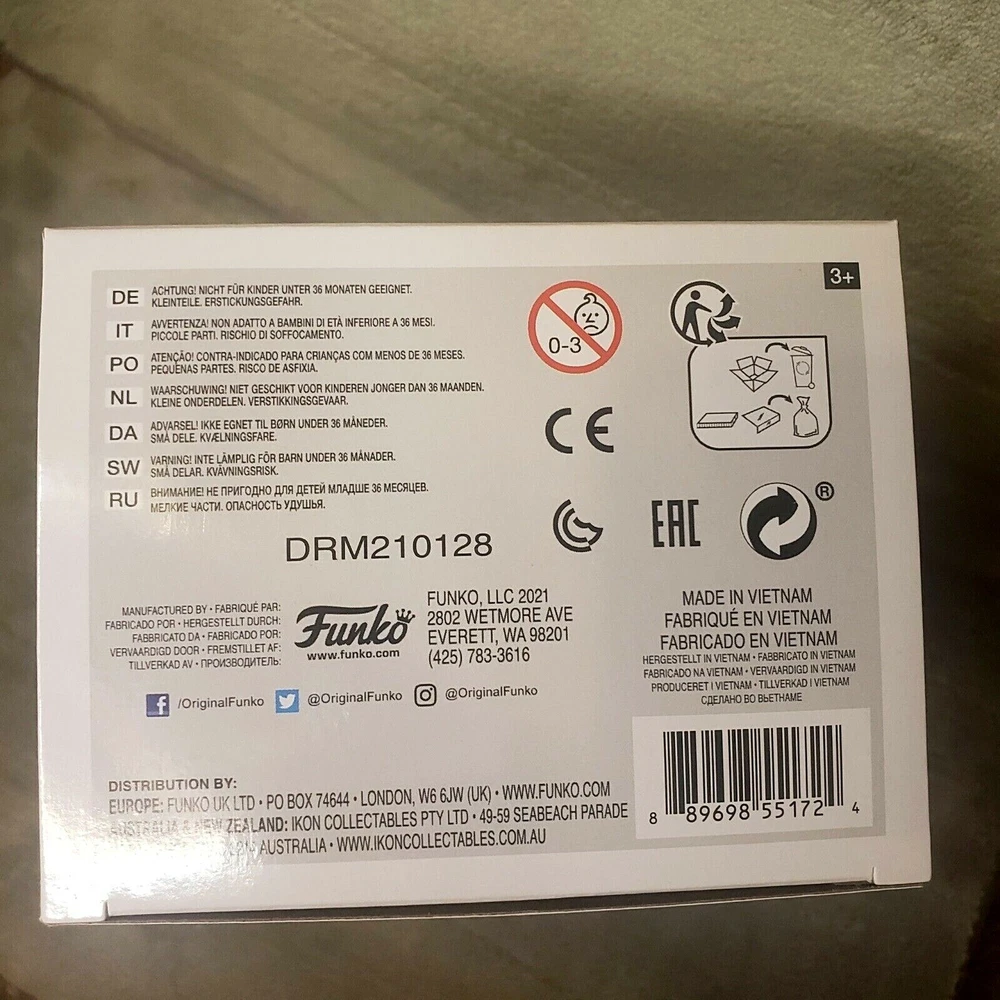 3+
DE ACHTUNG! NICHT FÜR KINDER UNTER 36 MONATEN GEEIGNET.
KLEINTEILE. ERSTICKUNGSGEFAHR.
IT AVVERTENZA! NON ADATTO A BAMBINI DI ETÀ INFERIORE A 36 MESI.
PICCOLE PARTI. RISCHIO DI SOFFOCAMENTO.
PO ATENÇÃO! CONTRA-INDICADO PARA CRIANÇAS COM MENOS DE 36 MESES.
PEQUENAS PARTES. RISCO DE ASFIXIA.
NL WAARSCHUWING! NIET GESCHIKT VOOR KINDEREN JONGER DAN 36 MAANDEN.
KLEINE ONDERDELEN. VERSTIKKINGSGEVAAR.
DA ADVARSEL! IKKE EGNET TIL BØRN UNDER 36 MÅNEDER.
SMÅ DELE. KVÆLNINGSFARE.
SW VARNING! INTE LÄMPLIG FÖR BARN UNDER 36 MÅNADER.
SMÅ DELAR. KVÄVNINGSRISK.
RU ВНИМАНИЕ! НЕ ПРИГОДНО ДЛЯ ДЕТЕЙ МЛАДШЕ 36 МЕСЯЦЕВ.
МЕЛКИЕ ЧАСТИ. ОПАСНОСТЬ УДУШЬЯ.
0-3
CE
EAC
®
DRM210128
MANUFACTURED BY • FABRIQUÉ PAR:
FABRICADO POR • HERGESTELLT DURCH:
FABBRICATO DA • FABRICADO POR:
VERVAARDIGD DOOR • FREMSTILLET AF:
TILLVERKAD AV • ПРОИЗВОДИТЕЛЬ:
Funko
www.funko.com
FUNKO, LLC 2021
2802 WETMORE AVE
EVERETT, WA 98201
(425) 783-3616
MADE IN VIETNAM
FABRIQUÉ EN VIETNAM
FABRICADO EN VIETNAM
HERGESTELLT IN VIETNAM • FABBRICATO IN VIETNAM
FABRICADO NA VIETNAM • VERVAARDIGD IN VIETNAM
PRODUCERET I VIETNAM • TILLVERKAD I VIETNAM
СДЕЛАНО ВО ВЬЕТНАМЕ
/OriginalFunko @OriginalFunko @OriginalFunko
DISTRIBUTION BY:
EUROPE: FUNKO UK LTD • PO BOX 74644 • LONDON, W6 6JW (UK) • WWW.FUNKO.COM
AUSTRALIA & NEW ZEALAND: IKON COLLECTABLES PTY LTD • 49-59 SEABEACH PARADE
AUSTRALIA • WWW.IKONCOLLECTABLES.COM.AU
8 89698 55172 4